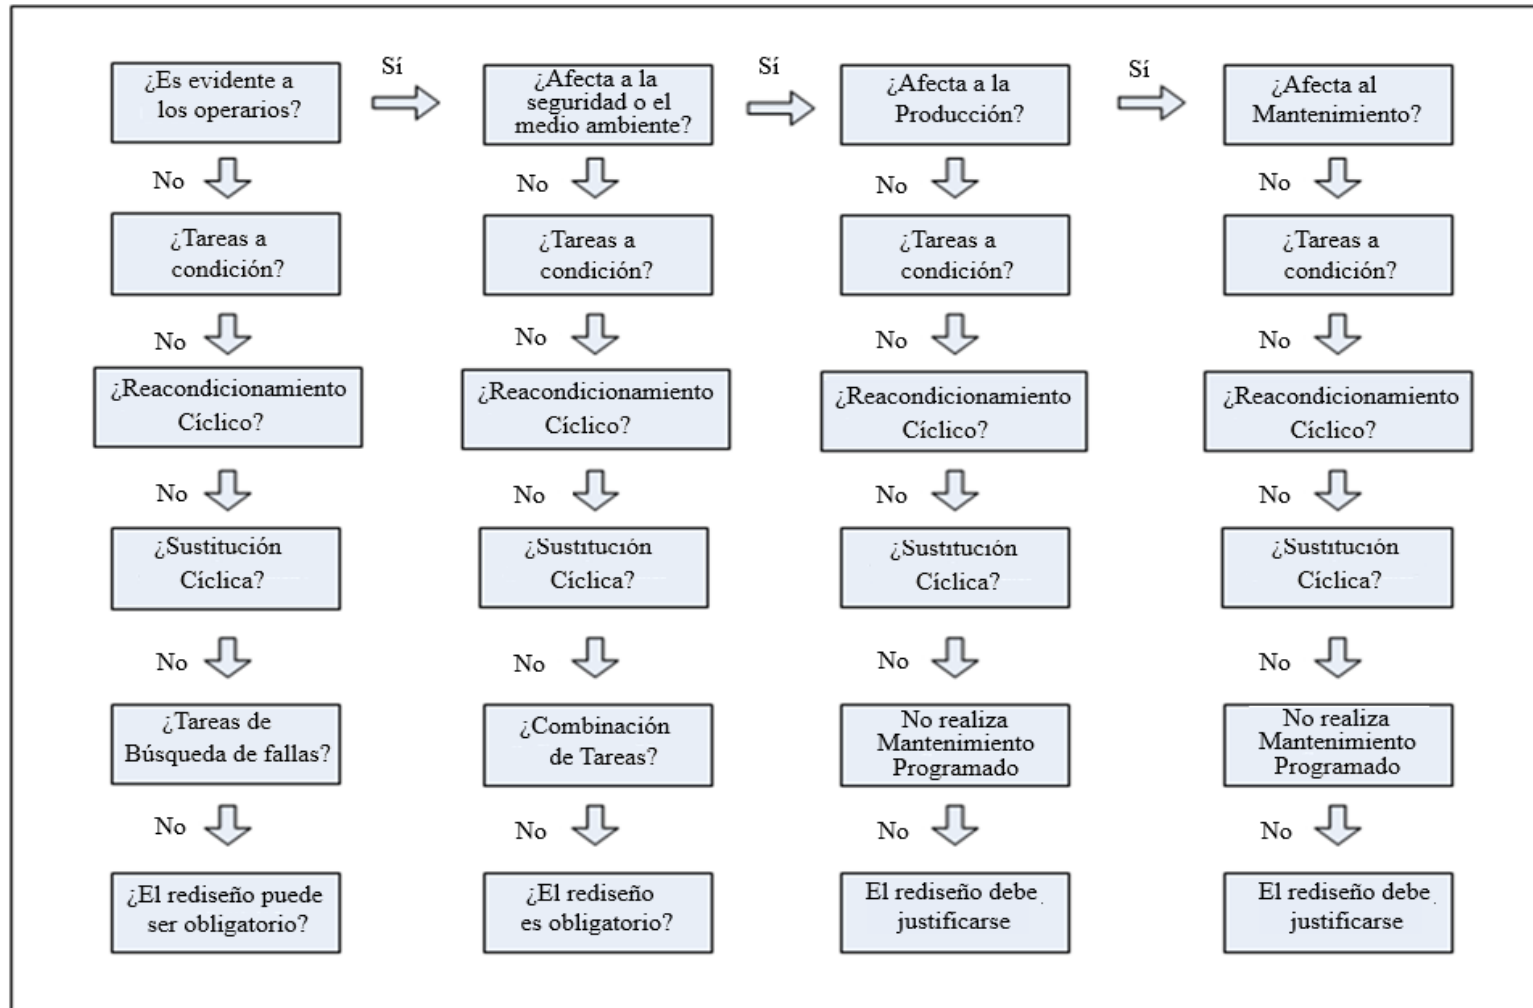 ¿Es evidente a
los operarios?
Sí
¿Afecta a la
seguridad o el
medio ambiente?
Sí
¿Afecta a la
Producción?
Sí
¿Afecta al
Mantenimiento?
No
No
No
No
¿Tareas a
condición?
¿Tareas a
condición?
¿Tareas a
condición?
¿Tareas a
condición?
No
No
No
No
¿Reacondicionamiento
Cíclico?
¿Reacondicionamiento
Cíclico?
¿Reacondicionamiento
Cíclico?
¿Reacondicionamiento
Cíclico?
No
No
No
No
¿Sustitución
Cíclica?
¿Sustitución
Cíclica?
¿Sustitución
Cíclica?
¿Sustitución
Cíclica?
No
No
No
No
¿Tareas de
Búsqueda de fallas?
¿Combinación
de Tareas?
No realiza
Mantenimiento
Programado
No realiza
Mantenimiento
Programado
No
No
No
No
¿El rediseño puede
ser obligatorio?
¿El rediseño
es obligatorio?
El rediseño debe
justificarse
El rediseño debe
justificarse